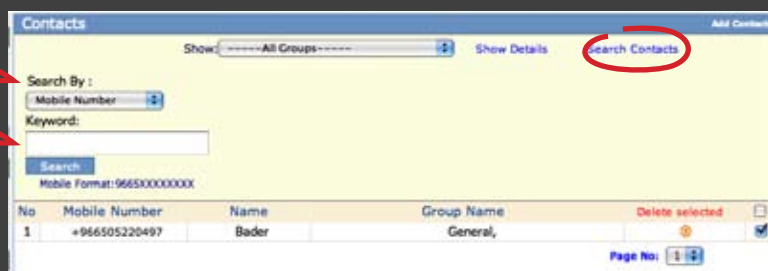 Contacts Add Contact
Show: -----All Groups----- Show Details Search Contacts
Search By :
Mobile Number
Keyword:
Search
Mobile Format:9665XXXXXXXX
No Mobile Number Name Group Name Delete selected
1 +966505220497 Bader General,
Page No: 1